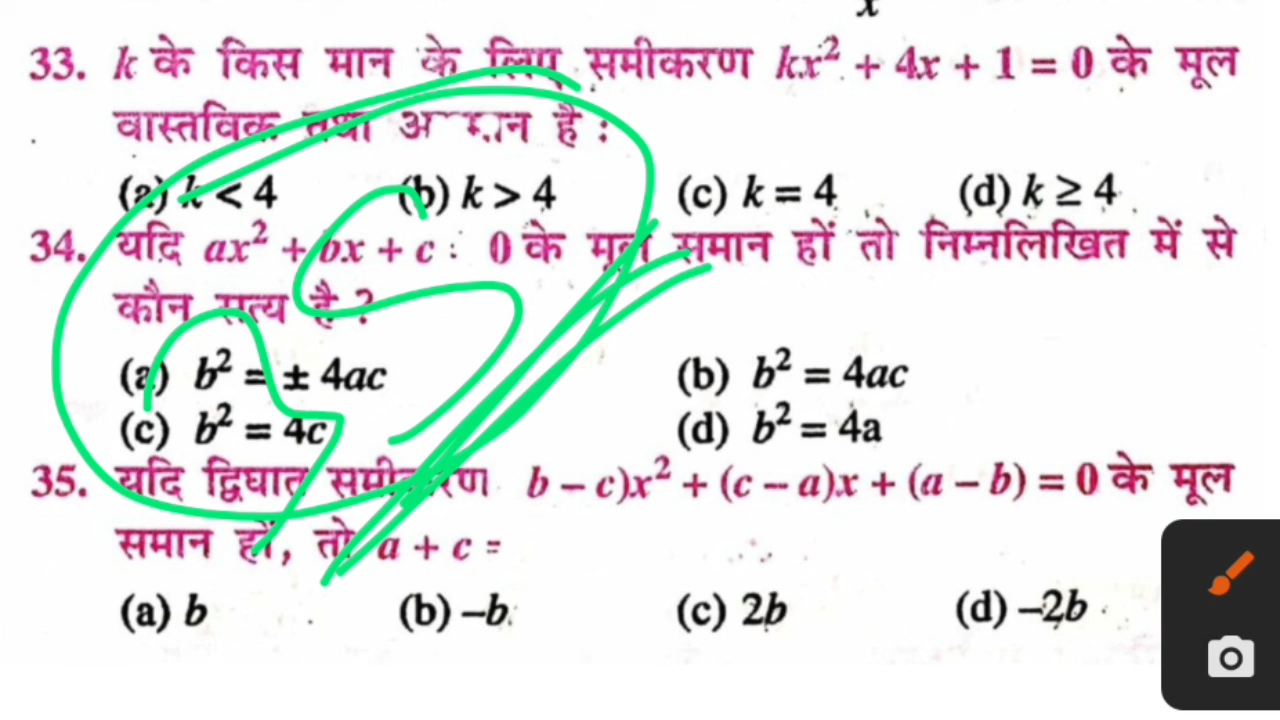 33. k के किस मान के लिए समीकरण kx² + 4x + 1 = 0 के मूल
वास्तविक तथा असमान है :
(a) k < 4 (b) k > 4 (c) k = 4 (d) k ≥ 4
34. यदि ax² + bx + c = 0 के मूल समान हों तो निम्नलिखित में से
कौन सत्य है ?
(a) b² = ± 4ac (b) b² = 4ac
(c) b² = 4c (d) b² = 4a
35. यदि द्विघात समीकरण b – c)x² + (c – a)x + (a – b) = 0 के मूल
समान हों, तो a + c =
(a) b (b) –b (c) 2b (d) –2b